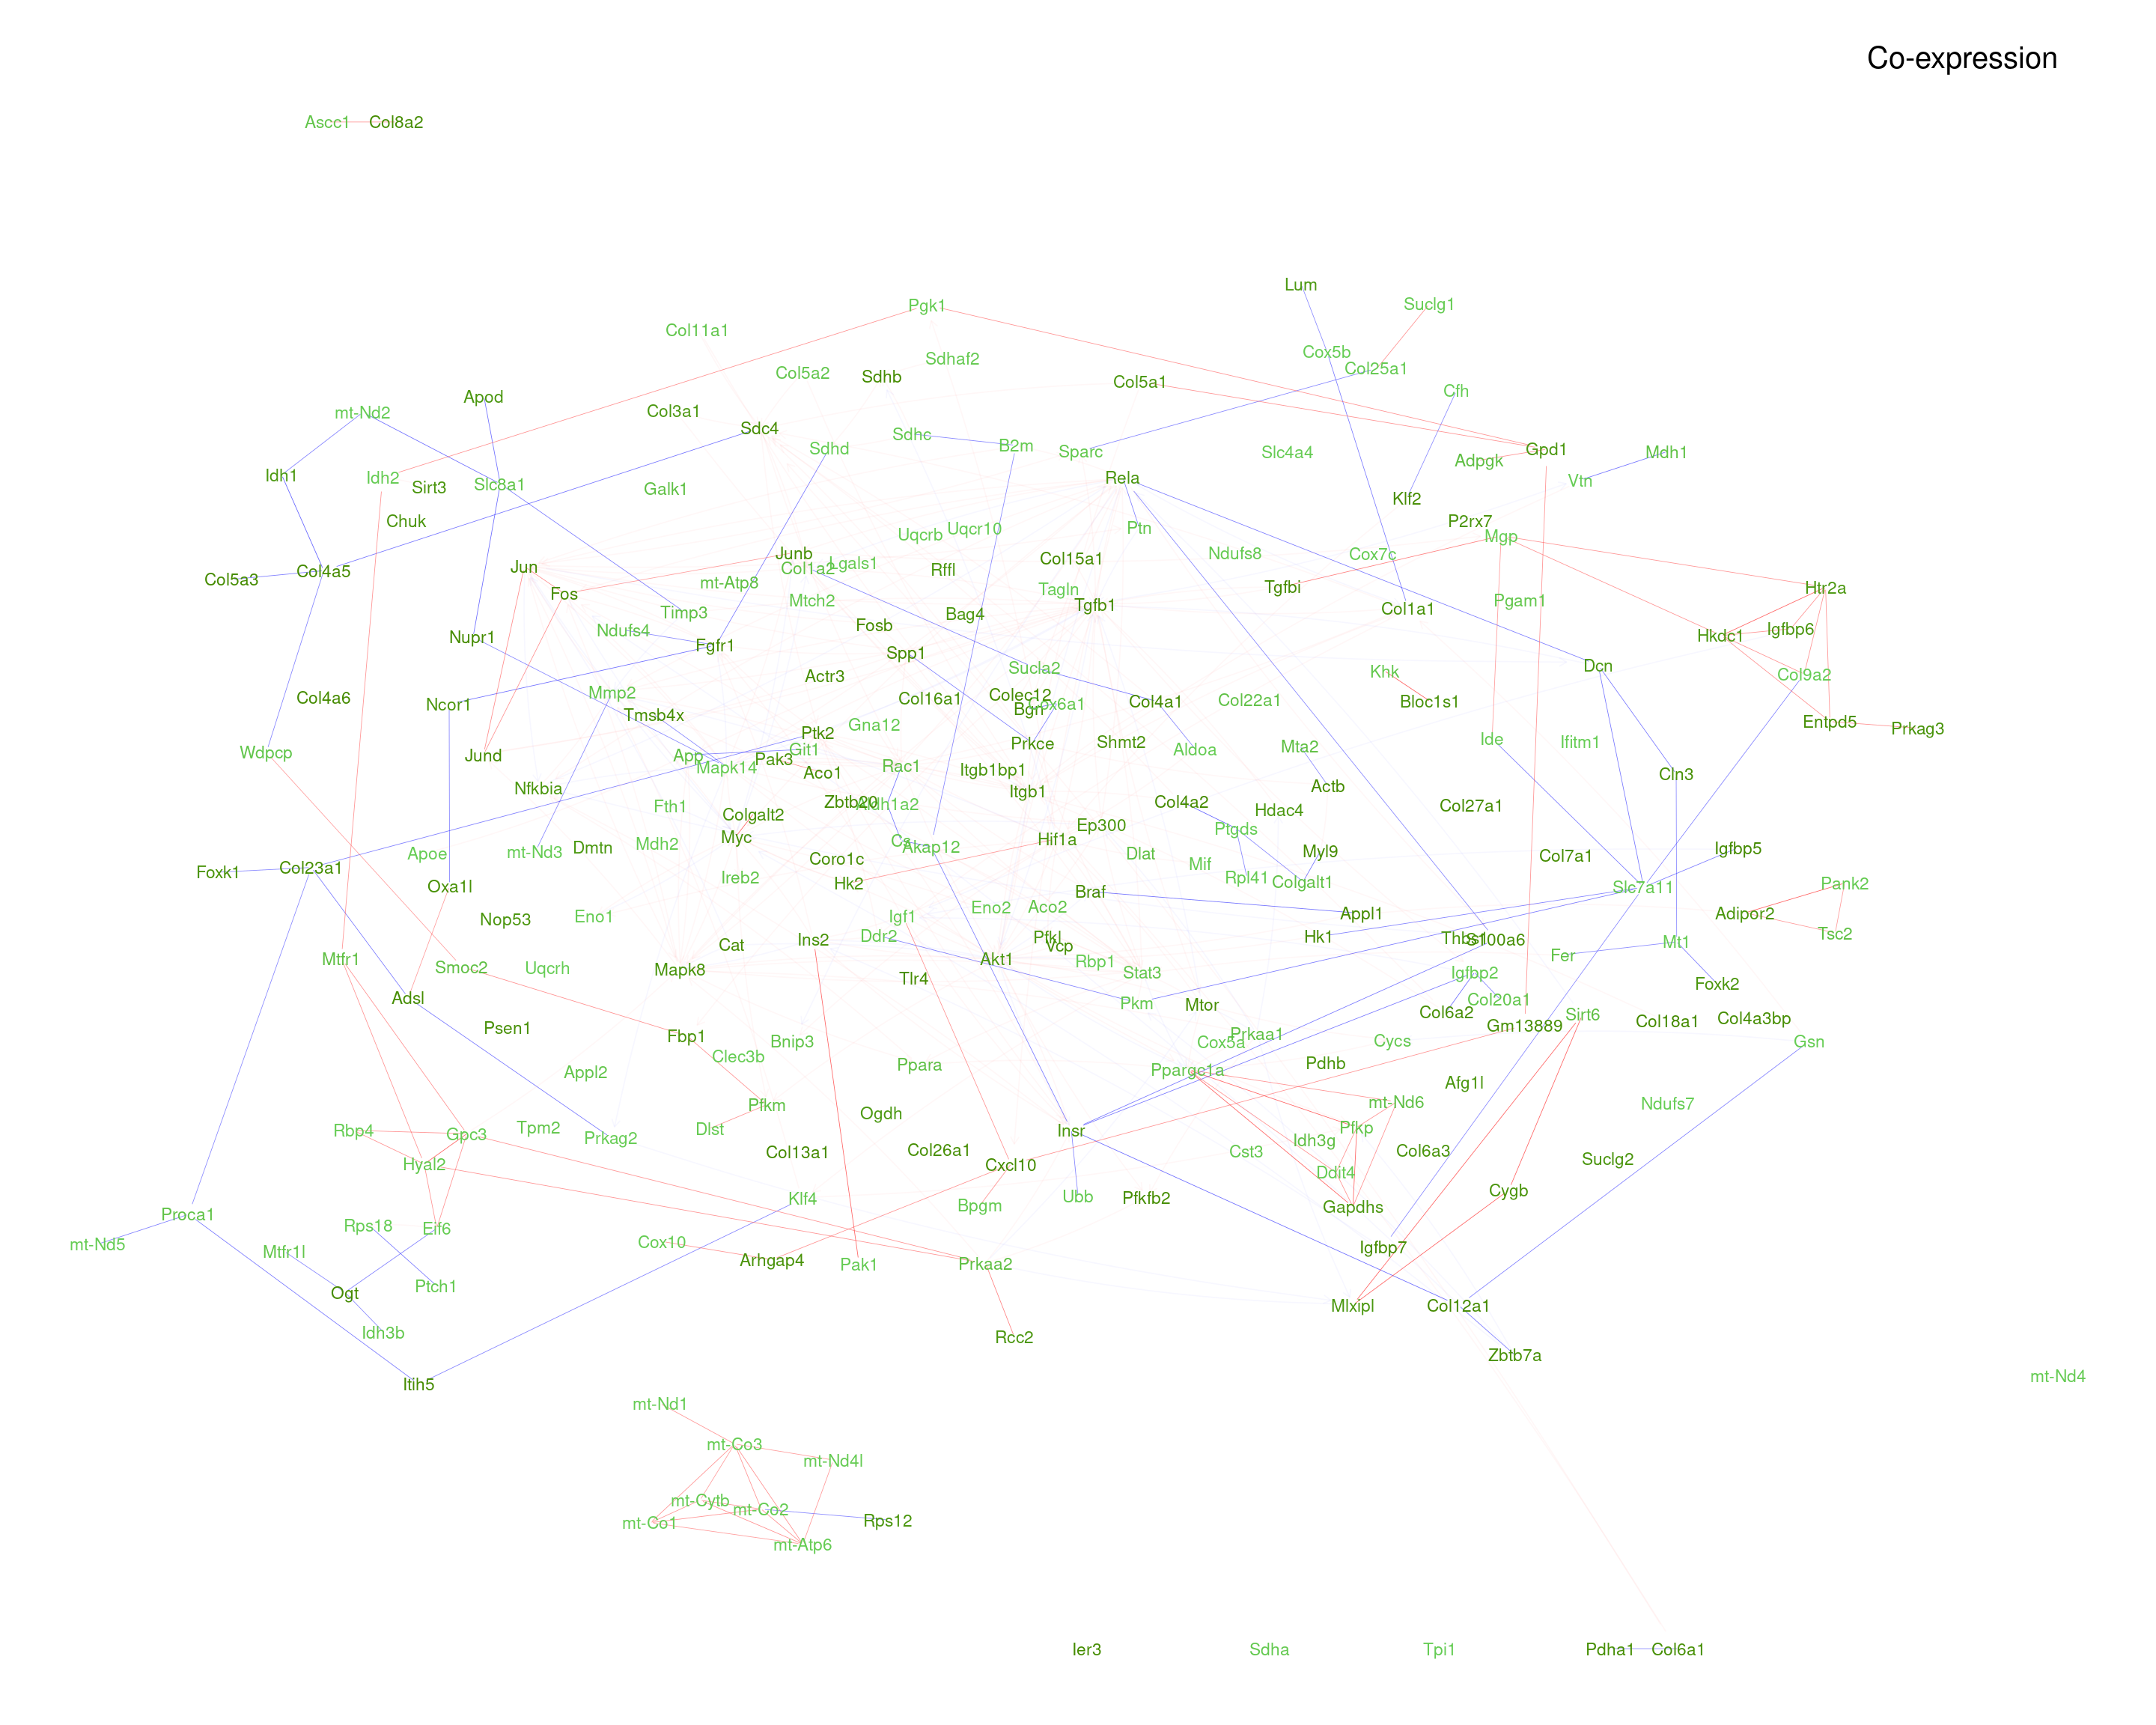 Co-expression
Ascc1 Col8a2
Lum
Pgk1 Suclg1
Col11a1
Cox5b
Sdhaf2
Col5a2 Sdhb Col5a1 Col25a1
Apod Cfh
mt-Nd2 Col3a1
Sdc4 Sdhc
Sdhd B2m Sparc Slc4a4 Gpd1 Mdh1
Adpgk
Idh1 Idh2 Rela Vtn
Sirt3 Slc8a1 Galk1
Klf2
Chuk P2rx7
Uqcrb Uqcr10 Ptn Mgp
Junb Ndufs8 Cox7c
Col4a5 Jun Col1a2 Lgals1 Rffl Col15a1
Col5a3 mt-Atp8 Tgfbi Htr2a
Fos Mtch2 Tagln Pgam1
Timp3 Bag4 Tgfb1 Col1a1
Nupr1 Ndufs4 Fosb Hkdc1 Igfbp6
Fgfr1 Spp1
Actr3 Sucla2 Khk Dcn Col9a2
Col4a6 Ncor1 Mmp2 Col16a1 Colec12 Col4a1 Col22a1 Bloc1s1
Tmsb4x Bgn Cox6a1
Gna12 Entpd5 Prkag3
Wdpcp Jund App Ptk2 Git1 Prkce Shmt2 Aldoa Mta2 Ide Ifitm1
Mapk14 Pak3 Aco1 Rac1 Itgb1bp1 Cln3
Nfkbia Itgb1 Actb
Fth1 Zbtb20 Aldh1a2 Col4a2 Hdac4 Col27a1
Colgalt2 Ep300 Ptgds
Dmtn Mdh2 Myc Cs Akap12 Hif1a
Foxk1 Col23a1 Apoe mt-Nd3 Coro1c Dlat Mif Myl9 Col7a1 Igfbp5
Oxa1l Ireb2 Hk2 Rpl41 Colgalt1 Slc7a11 Pank2
Nop53 Eno1 Igf1 Eno2 Aco2 Braf Appl1 Adipor2
Cat Ins2 Ddr2 Pfkl Vcp Hk1 Thbs1 S100a6 Mt1 Tsc2
Mtfr1 Smoc2 Uqcrh Mapk8 Tlr4 Akt1 Rbp1 Stat3 Igfbp2 Fer
Adsl Pkm Mtor Col20a1 Foxk2
Psen1 Fbp1 Bnip3 Prkaa1 Col6a2 Gm13889 Sirt6 Col18a1 Col4a3bp
Clec3b Cox5a Cycs Gsn
Appl2 Ppara Ppargc1a Pdhb Afg1l
Pfkm Ogdh mt-Nd6 Ndufs7
Rbp4 Gpc3 Tpm2 Prkag2 Dlst Insr Idh3g Pfkp
Hyal2 Col13a1 Col26a1 Cxcl10 Cst3 Ddit4 Col6a3 Suclg2
Proca1 Klf4 Bpgm Ubb Pfkfb2 Gapdhs Cygb
mt-Nd5 Rps18 Eif6
Mtfr1l Cox10 Arhgap4 Pak1 Prkaa2 Igfbp7
Ogt Ptch1 Mlxipl Col12a1
Idh3b Rcc2
Itih5 Zbtb7a
mt-Nd4
mt-Nd1
mt-Co3
mt-Nd4l
mt-Cytb mt-Co2
mt-Co1 Rps12
mt-Atp6
Ier3 Sdha Tpi1 Pdha1 Col6a1